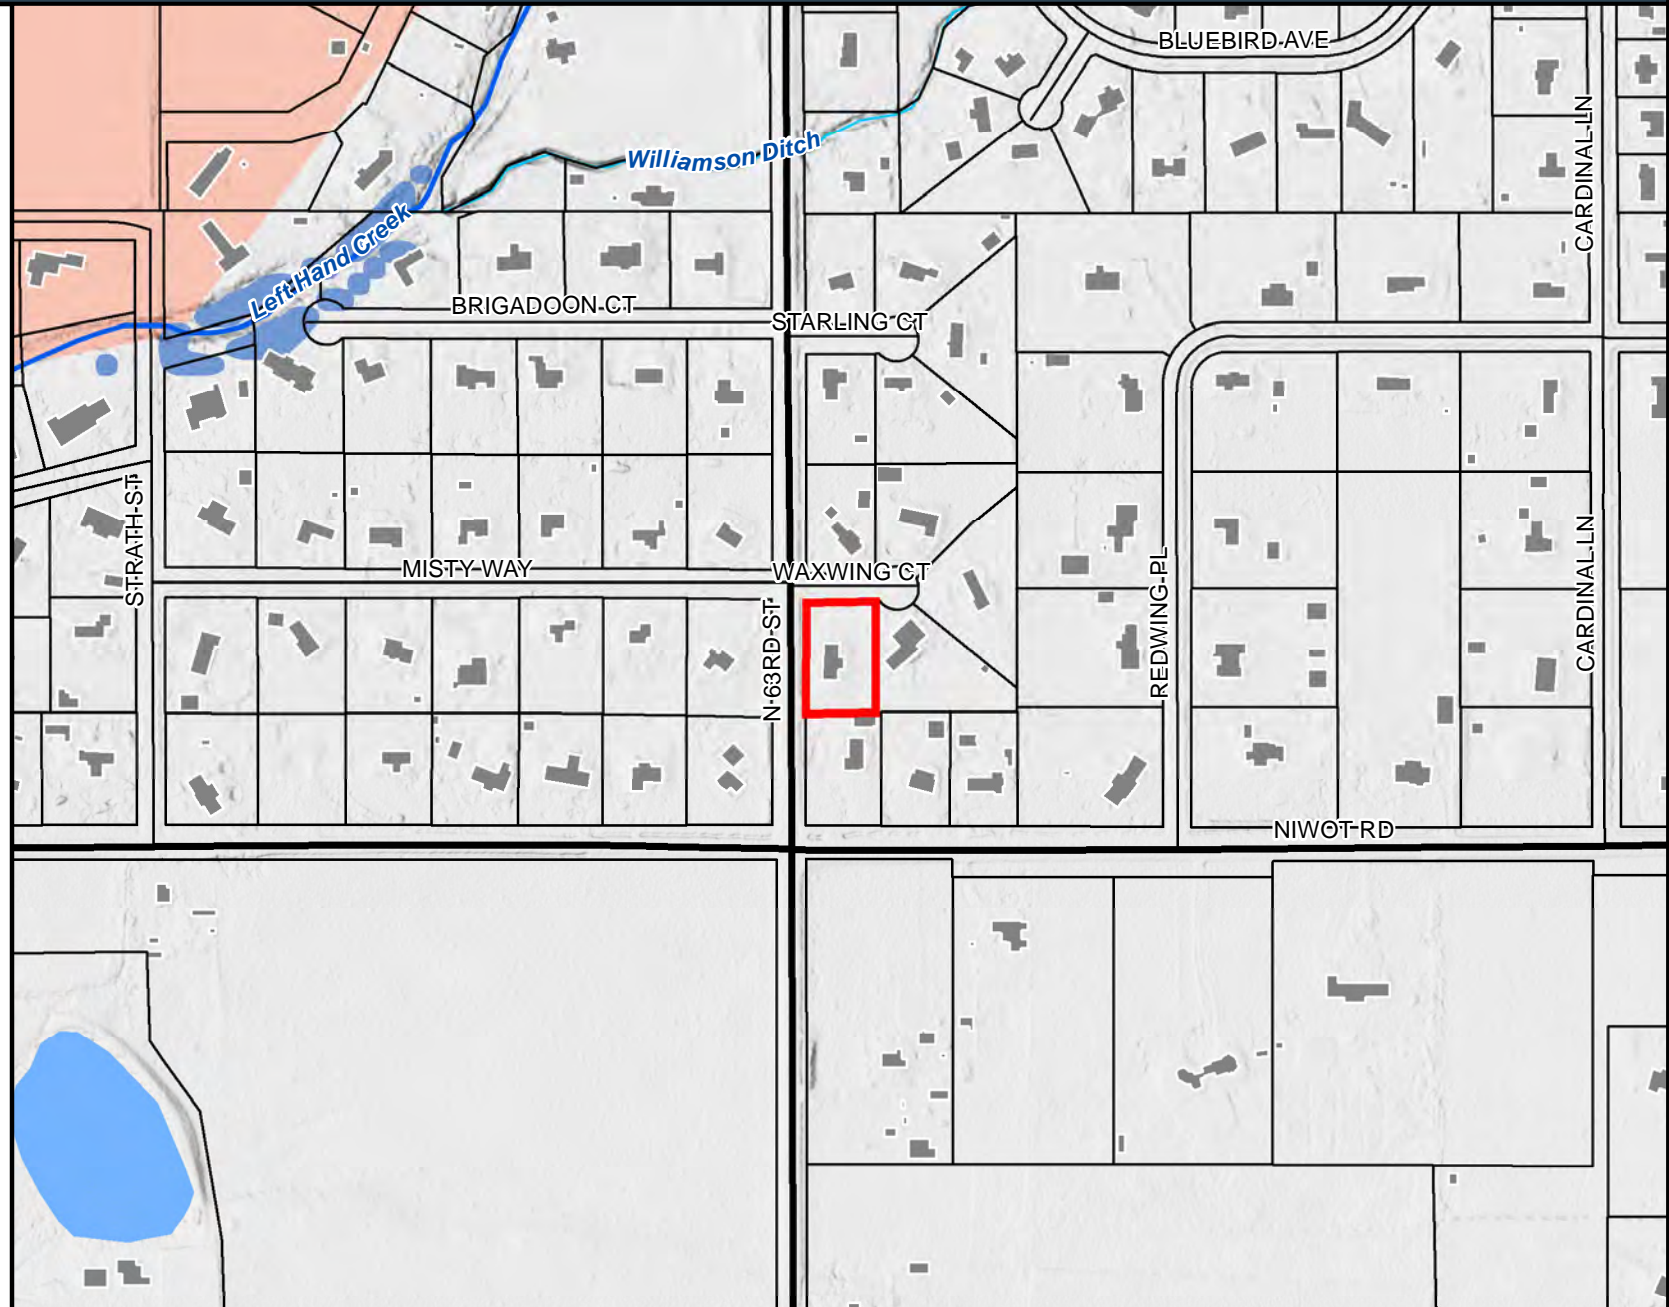 BLUEBIRD AVE
CARDINAL LN
Williamson Ditch
Left Hand Creek
BRIGADOON CT
STARLING CT
STRATH ST
MISTY WAY
WAXWING CT
N 63RD ST
REDWING PL
CARDINAL LN
NIWOT RD